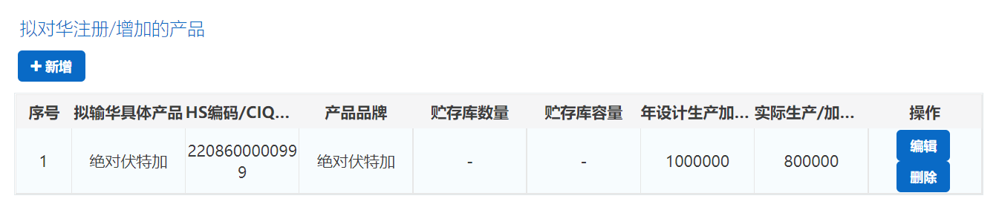 拟对华注册/增加的产品
+ 新增
序号 拟输华具体产品 HS编码/CIQ... 产品品牌 贮存库数量 贮存库容量 年设计生产加... 实际生产/加... 操作
1 绝对伏特加 220860000099 绝对伏特加 - - 1000000 800000 编辑
9 删除